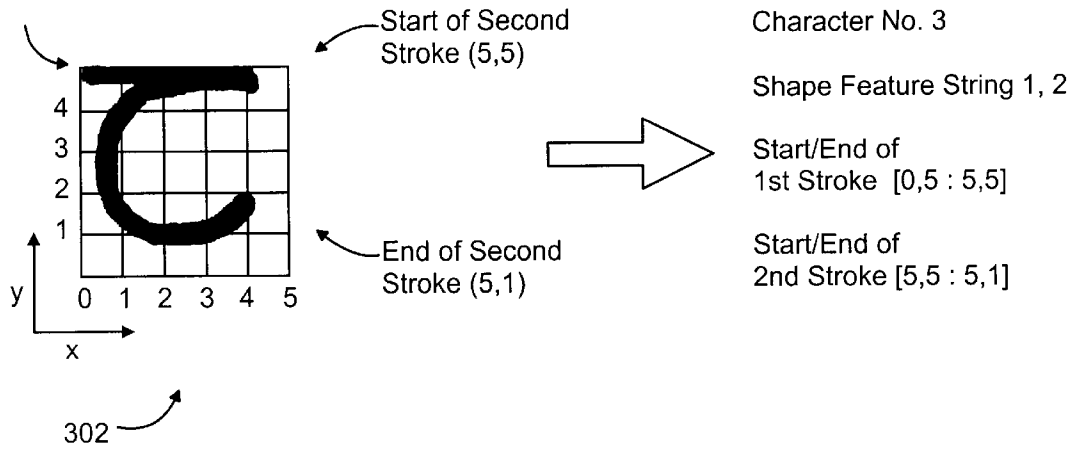 Start of Second
Stroke (5,5)
4
3
2
1
0 1 2 3 4 5
y
x
End of Second
Stroke (5,1)
302
Character No. 3
Shape Feature String 1, 2
Start/End of
1st Stroke [0,5 : 5,5]
Start/End of
2nd Stroke [5,5 : 5,1]